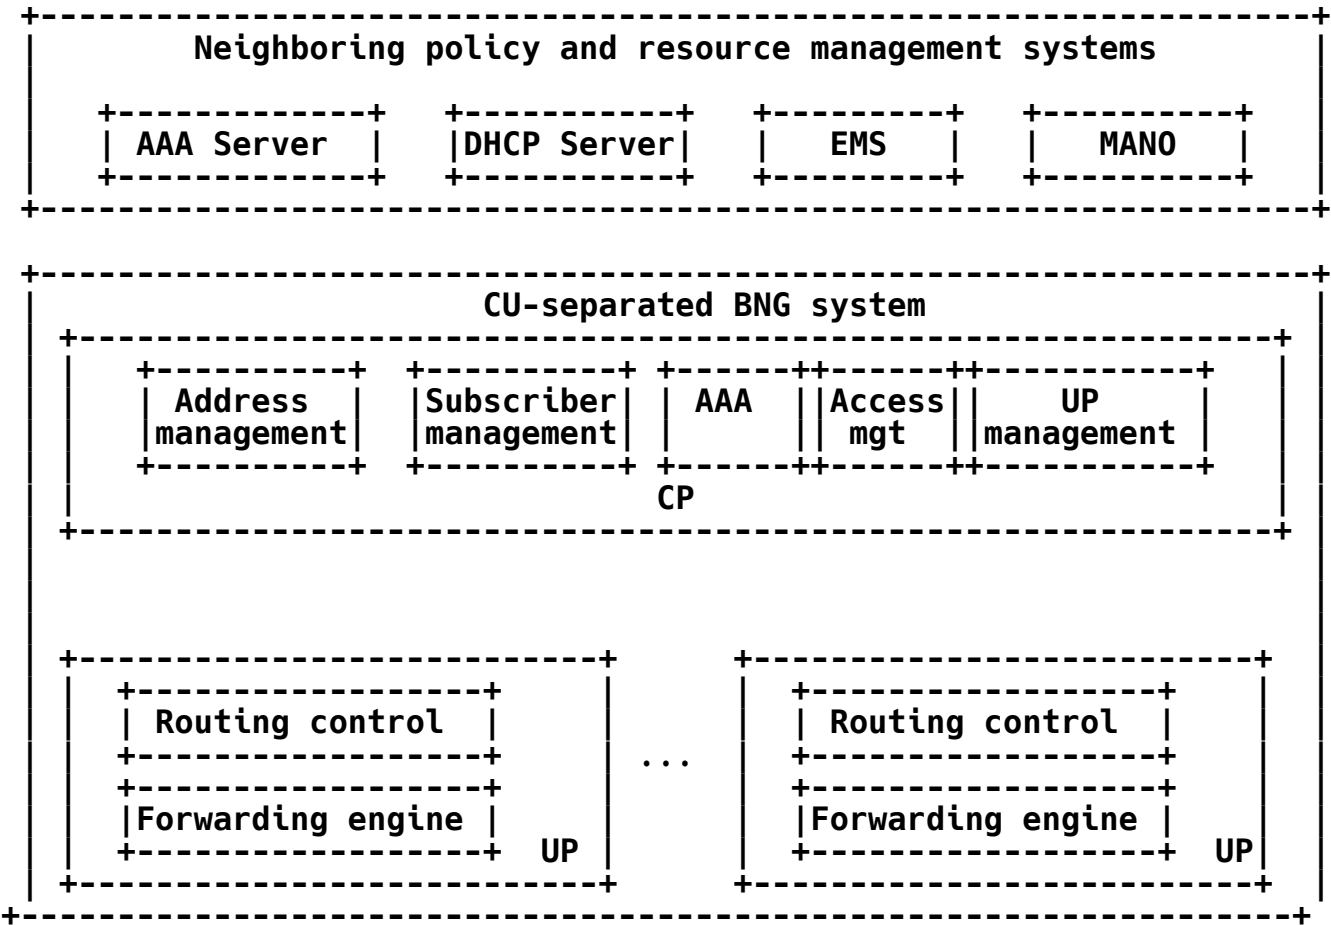 Neighboring policy and resource management systems
AAA Server DHCP Server EMS MANO
CU-separated BNG system
Address Subscriber AAA Access UP
management management mgt management
CP
Routing control Routing control
...
Forwarding engine Forwarding engine
UP UP